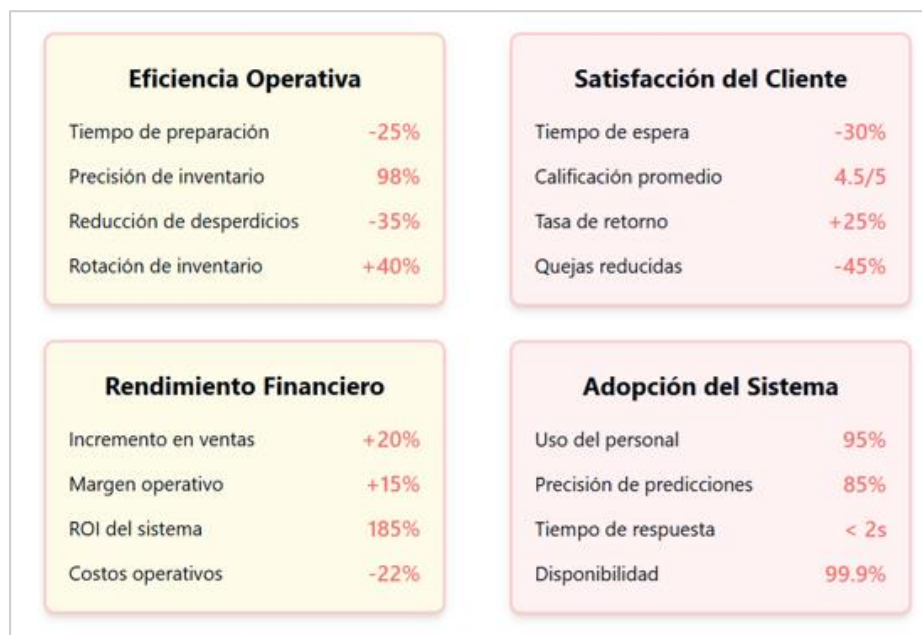 Eficiencia Operativa
Tiempo de preparación -25%
Precisión de inventario 98%
Reducción de desperdicios -35%
Rotación de inventario +40%
Satisfacción del Cliente
Tiempo de espera -30%
Calificación promedio 4.5/5
Tasa de retorno +25%
Quejas reducidas -45%
Rendimiento Financiero
Incremento en ventas +20%
Margen operativo +15%
ROI del sistema 185%
Costos operativos -22%
Adopción del Sistema
Uso del personal 95%
Precisión de predicciones 85%
Tiempo de respuesta < 2s
Disponibilidad 99.9%